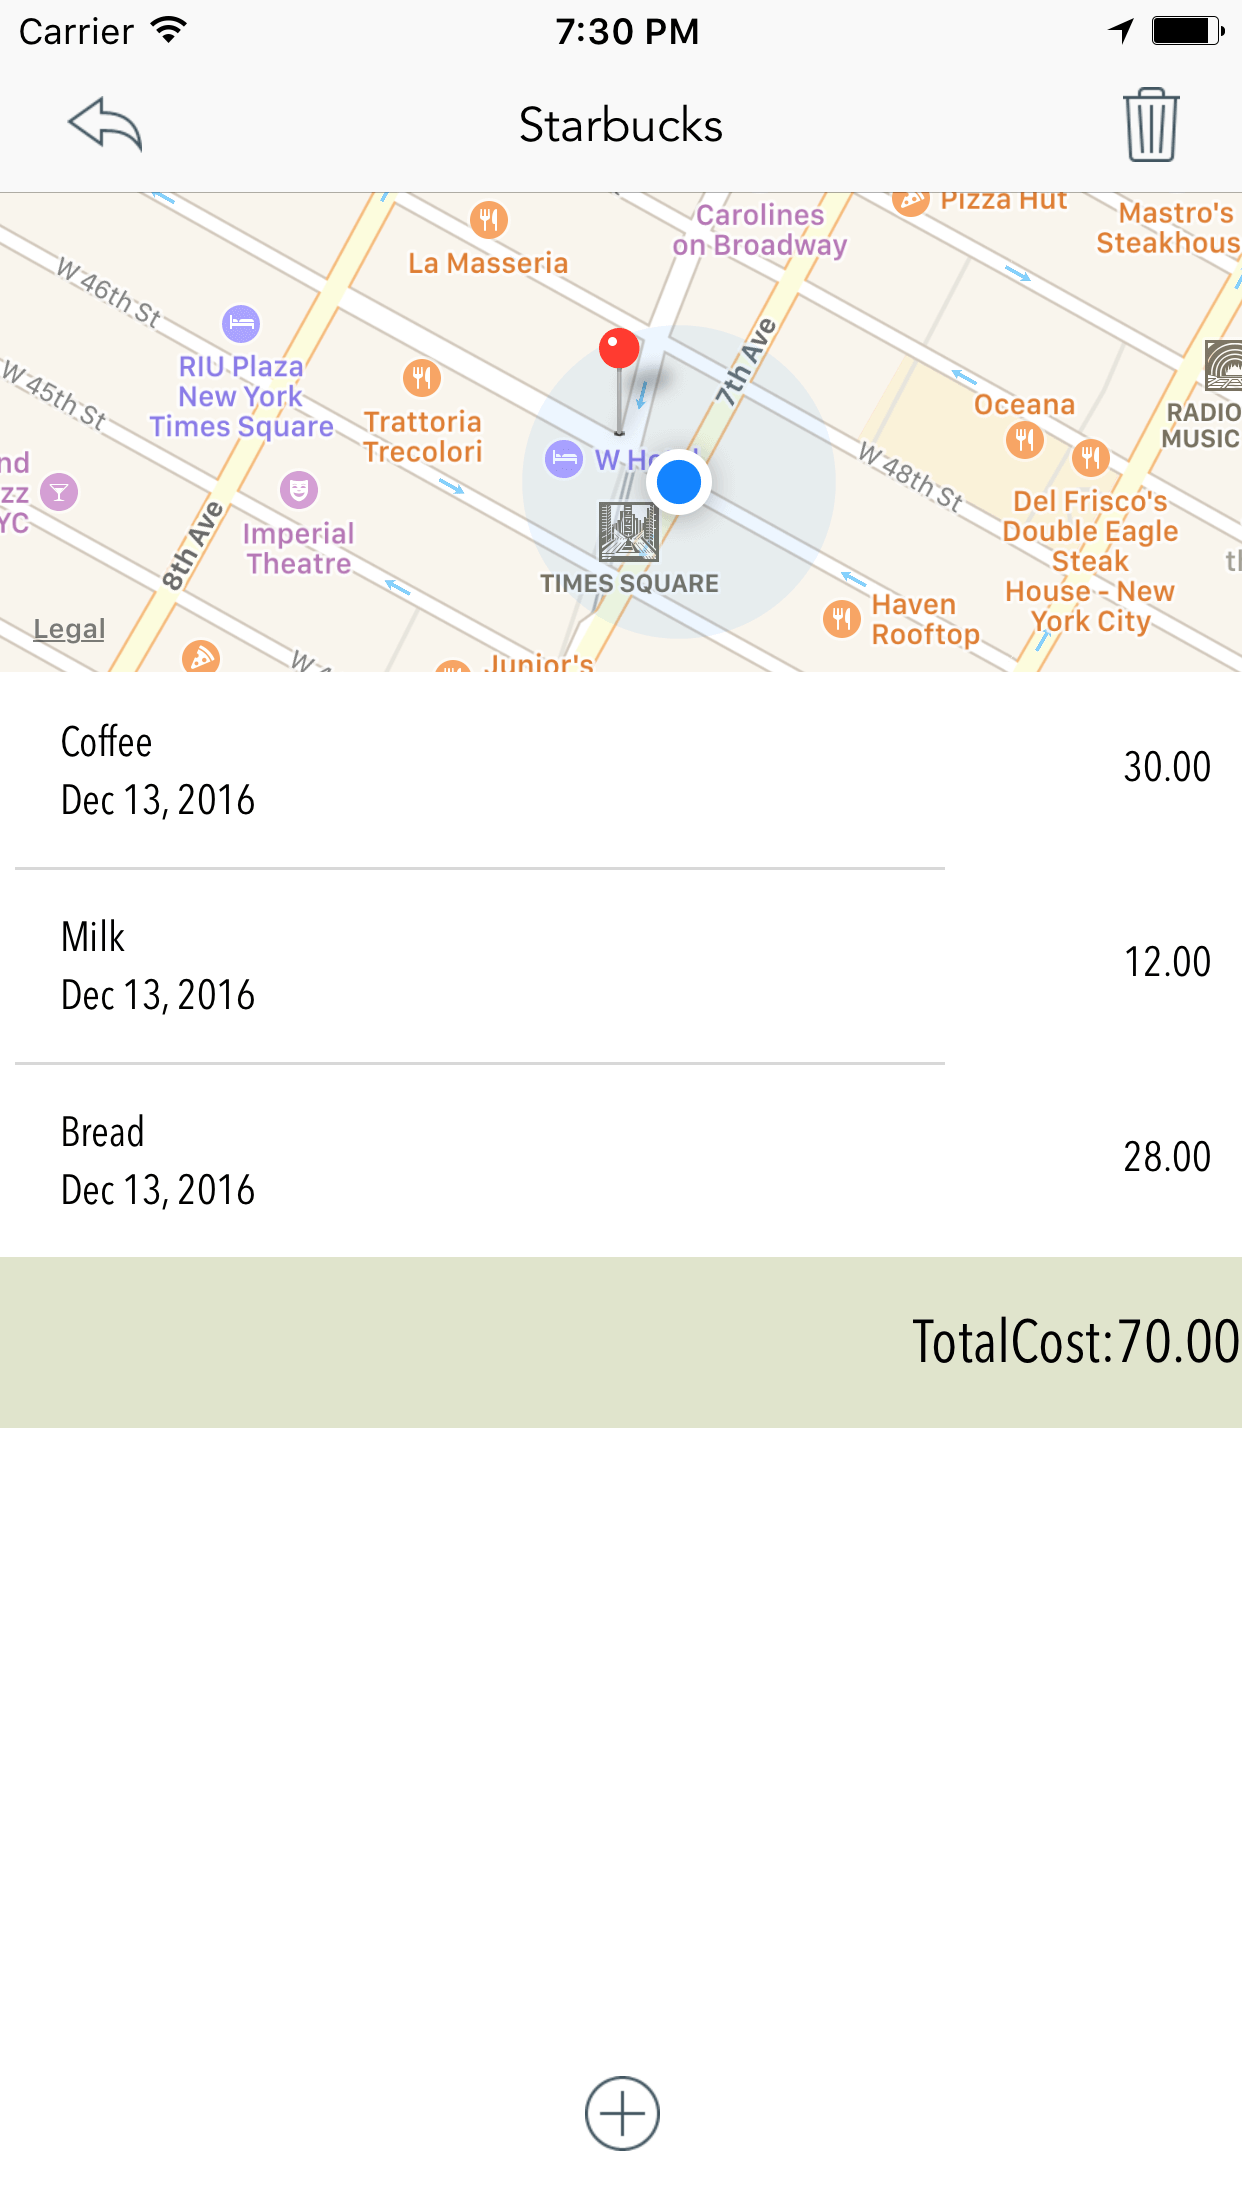 Carrier
7:30 PM
Starbucks
Pizza Hut
Carolines
on Broadway
Mastro's
Steakhous
La Masseria
W 46th St
RIU Plaza
New York
Times Square
W 45th St
Trattoria
Trecolori
7th Ave
Oceana
RADIO
MUSIC
W Ho
W 48th St
nd
zz
YC
Imperial
Theatre
8th Ave
Del Frisco's
Double Eagle
Steak
House - New
York City
TIMES SQUARE
Haven
Rooftop
Legal
Junior's
Coffee
Dec 13, 2016
30.00
Milk
Dec 13, 2016
12.00
Bread
Dec 13, 2016
28.00
TotalCost:70.00